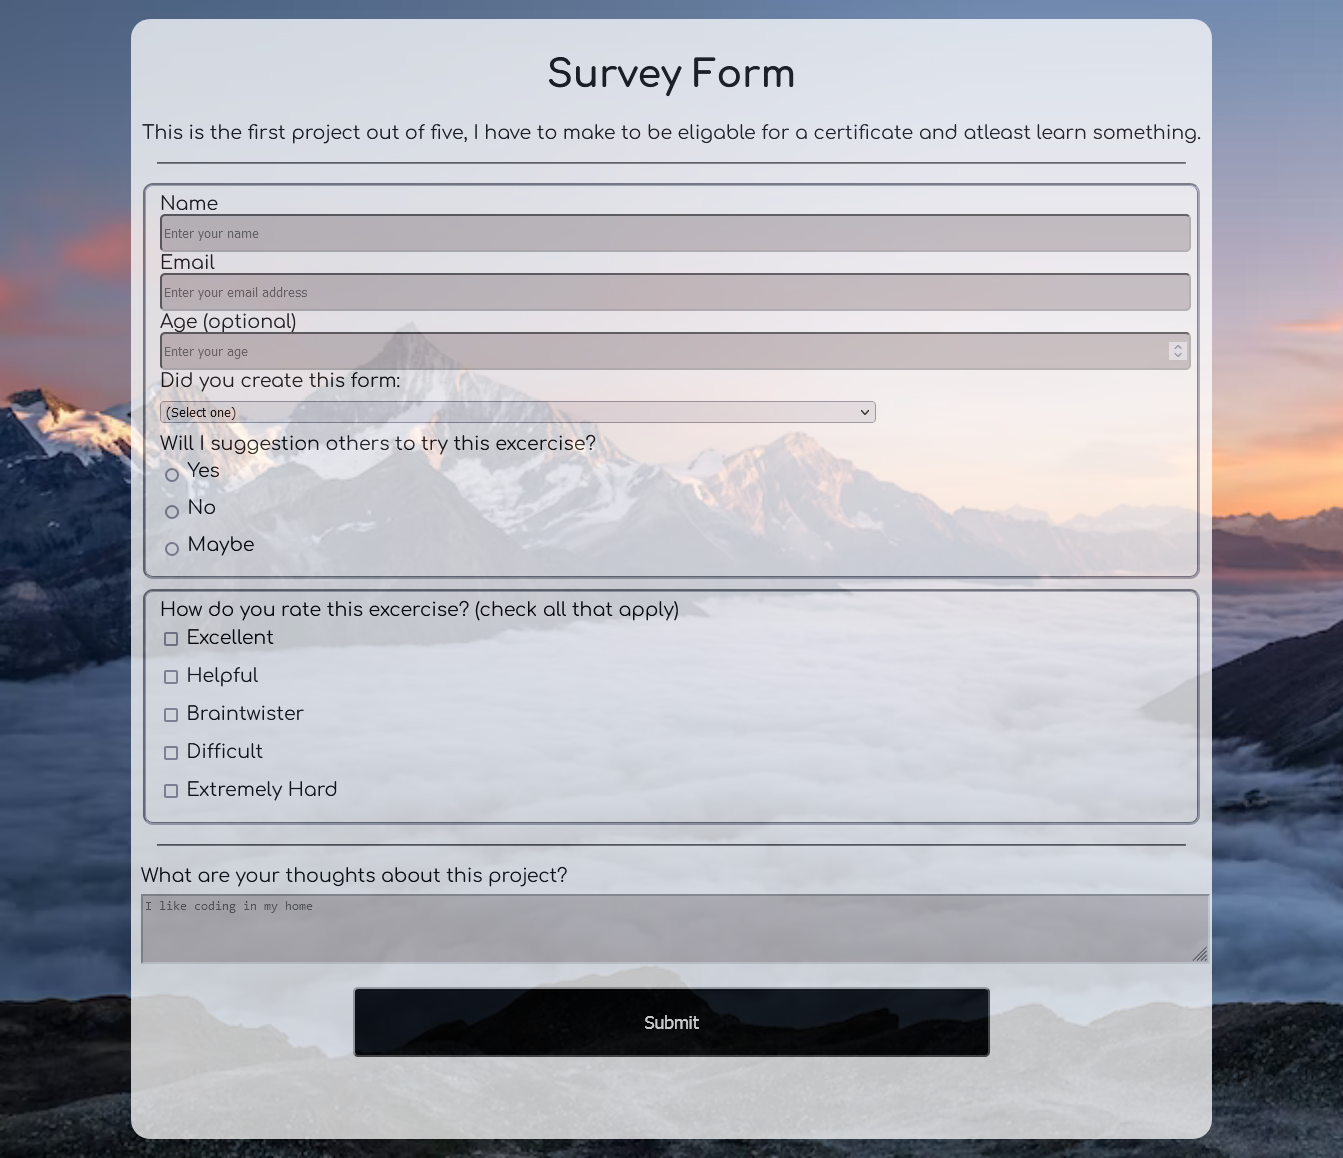 Survey Form
This is the first project out of five, I have to make to be eligable for a certificate and atleast learn something.
Name
Enter your name
Email
Enter your email address
Age (optional)
Enter your age
Did you create this form:
(Select one)
Will I suggestion others to try this excercise?
Yes
No
Maybe
How do you rate this excercise? (check all that apply)
Excellent
Helpful
Braintwister
Difficult
Extremely Hard
What are your thoughts about this project?
I like coding in my home
Submit